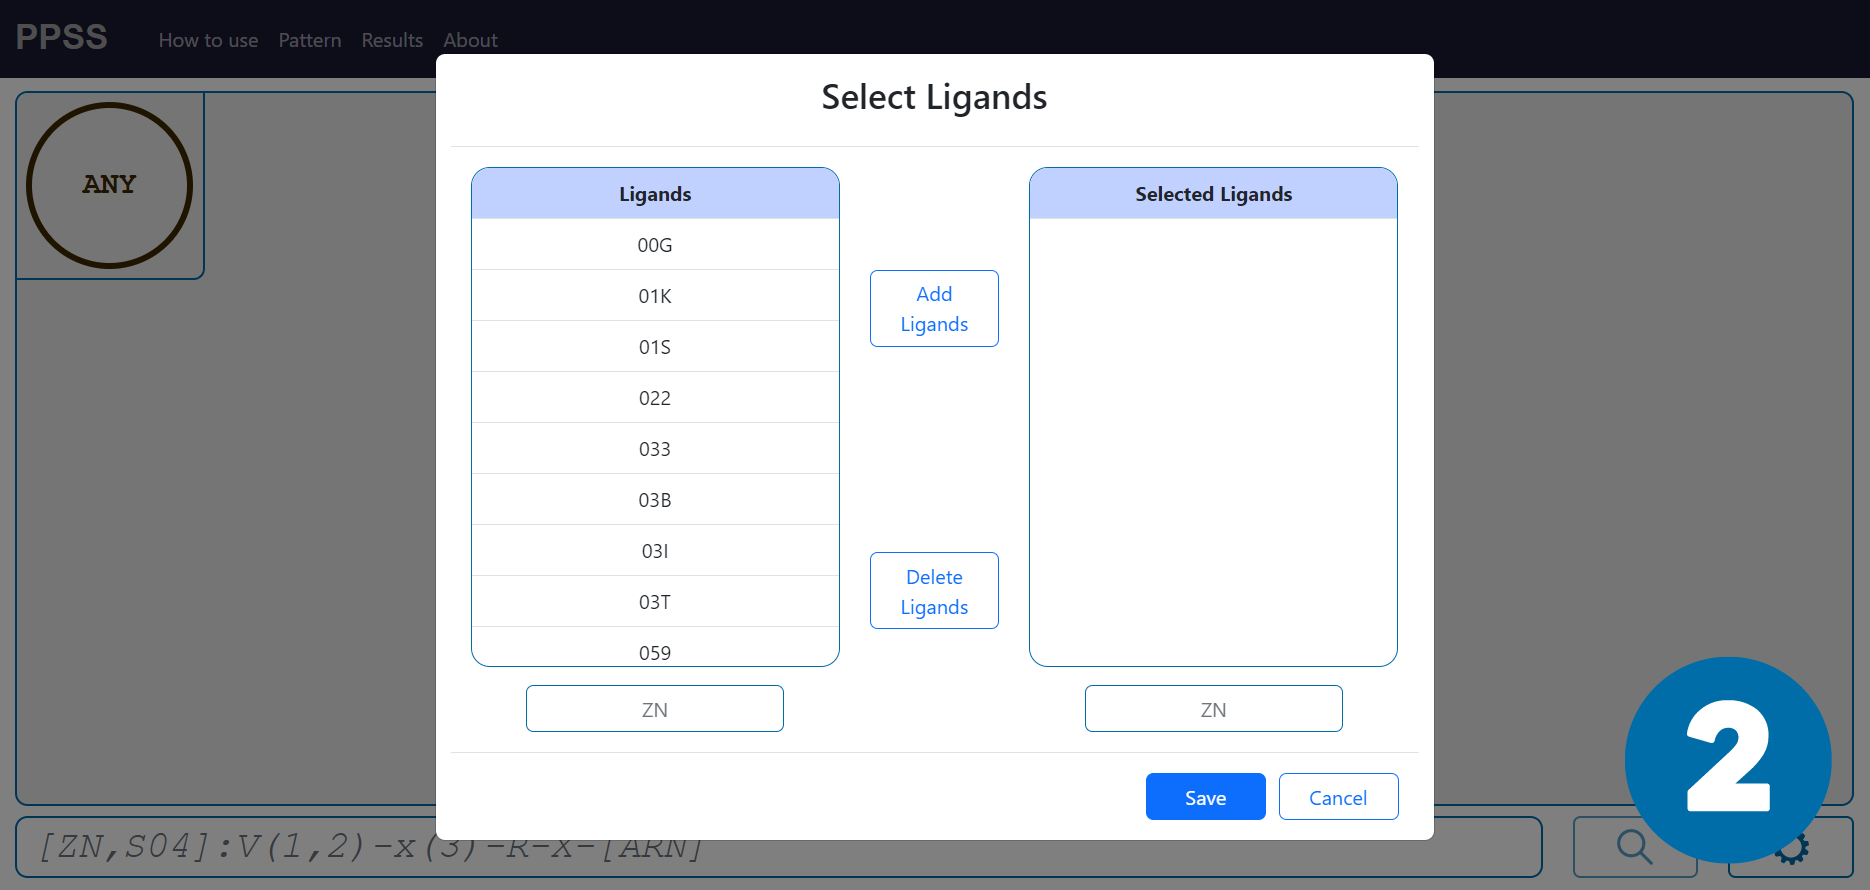 PPSS
How to use Pattern Results About
Select Ligands
Ligands
00G
01K
01S
022
033
03B
03I
03T
059
ZN
Add
Ligands
Delete
Ligands
Selected Ligands
ZN
Save Cancel
ANY
[ZN,S04]:V(1,2)-x(3)-R-X-[ARN]
2